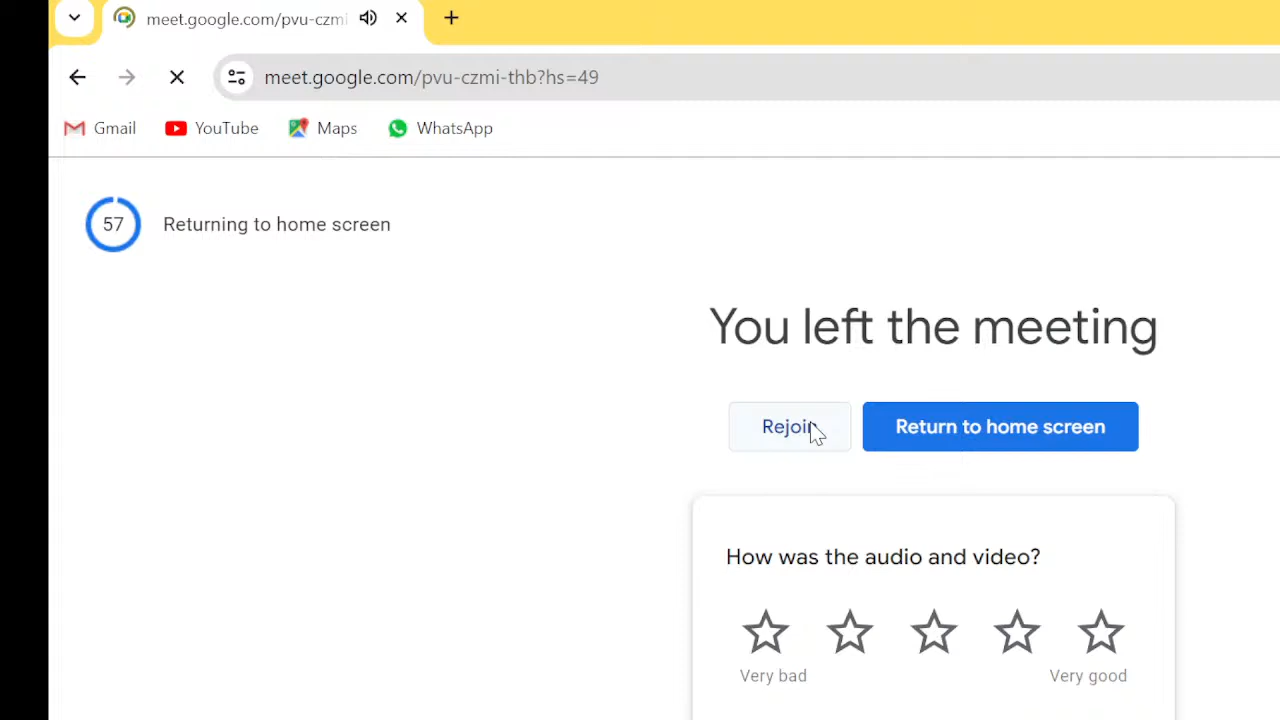 meet.google.com/pvu-czmi
meet.google.com/pvu-czmi-thb?hs=49
Gmail YouTube Maps WhatsApp
57 Returning to home screen
You left the meeting
Rejoin Return to home screen
How was the audio and video?
Very bad Very good